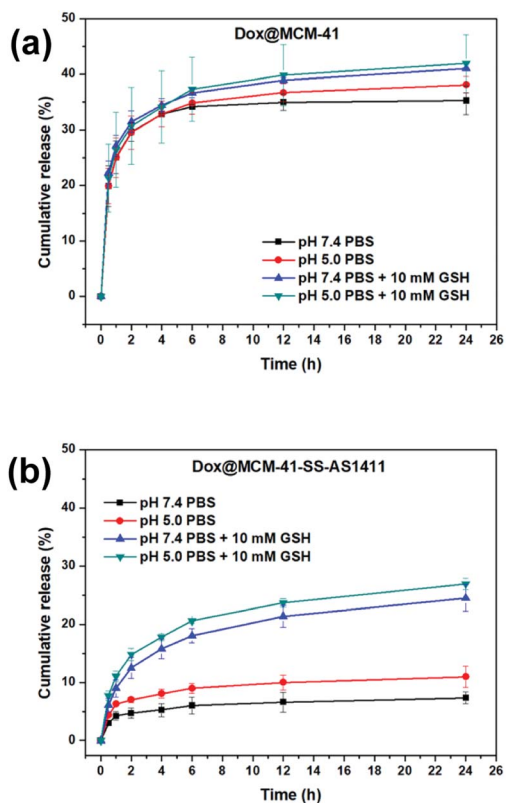 (a)
Dox@MCM-41
Cumulative release (%)
50
40
30
20
10
0
pH 7.4 PBS
pH 5.0 PBS
pH 7.4 PBS + 10 mM GSH
pH 5.0 PBS + 10 mM GSH
0 2 4 6 8 10 12 14 16 18 20 22 24 26
Time (h)
(b)
Dox@MCM-41-SS-AS1411
Cumulative release (%)
50
40
30
20
10
0
pH 7.4 PBS
pH 5.0 PBS
pH 7.4 PBS + 10 mM GSH
pH 5.0 PBS + 10 mM GSH
0 2 4 6 8 10 12 14 16 18 20 22 24 26
Time (h)